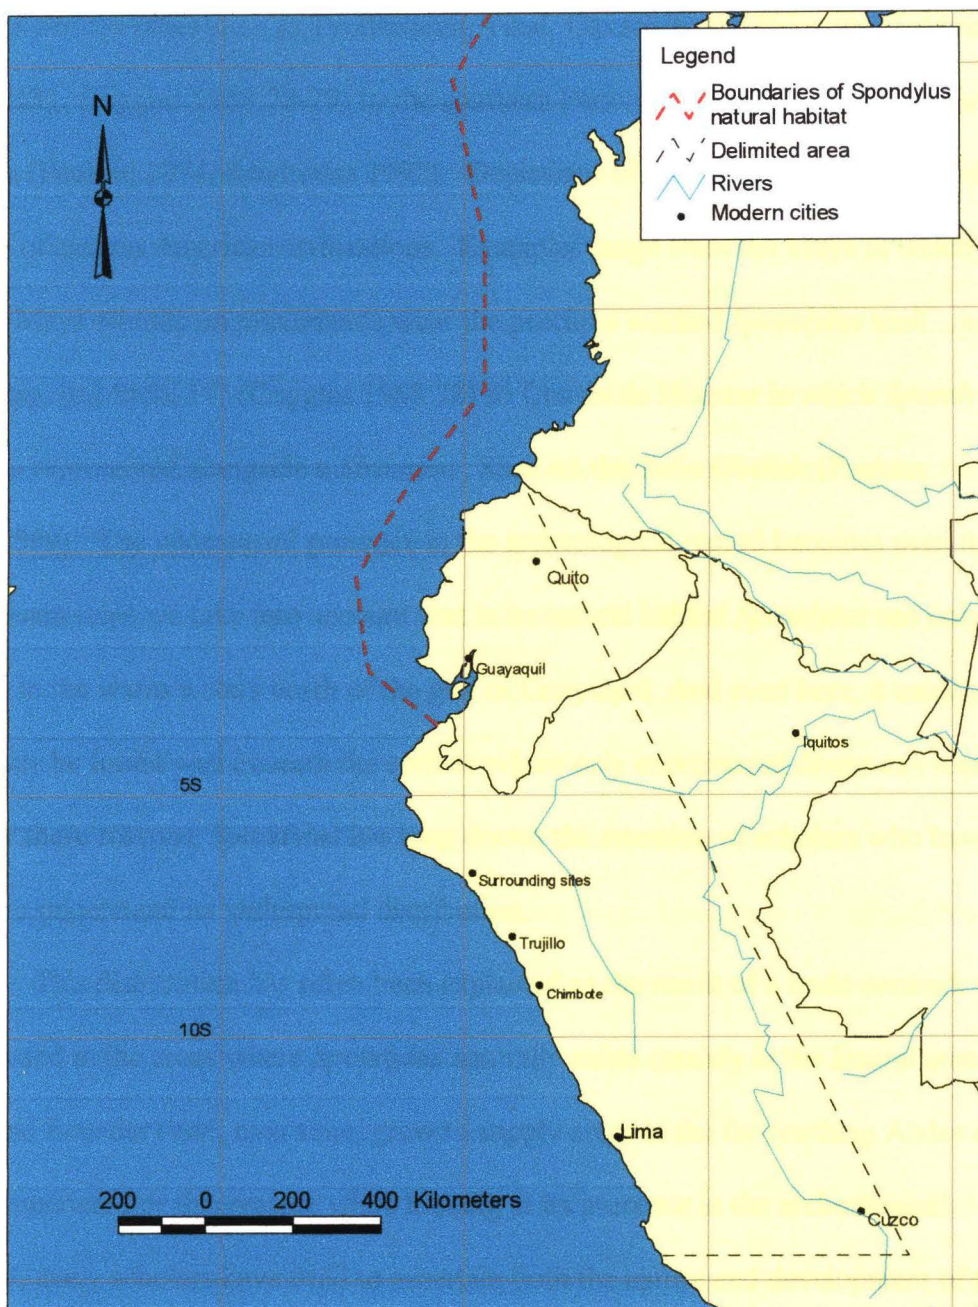 Legend
Boundaries of Spondylus
natural habitat
Delimited area
Rivers
Modern cities
N
Quito
Guayaquil
Iquitos
5S
Surrounding sites
Trujillo
Chimbote
10S
Lima
200 0 200 400 Kilometers
Cuzco